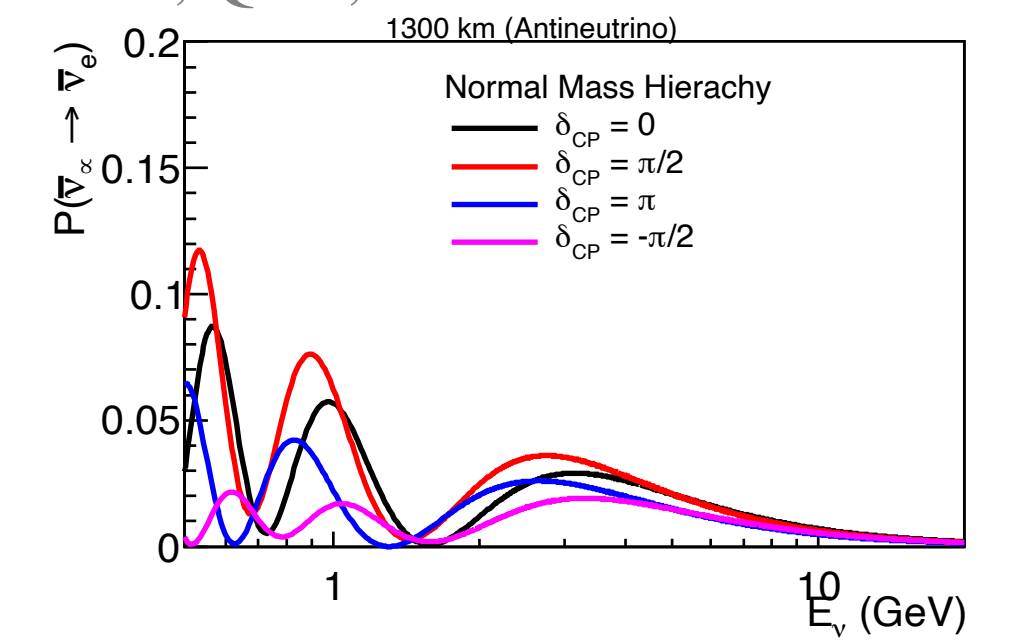 1300 km (Antineutrino)
P(ν̅∝ → ν̅e)
0.2
0.15
0.1
0.05
0
Normal Mass Hierachy
δCP = 0
δCP = π/2
δCP = π
δCP = -π/2
1
10
Eν (GeV)